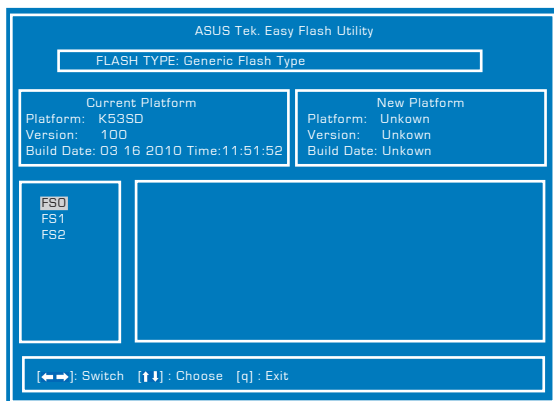 ASUS Tek. Easy Flash Utility
FLASH TYPE: Generic Flash Type
Current Platform
Platform: K53SD
Version: 100
Build Date: 03 16 2010 Time:11:51:52
New Platform
Platform: Unkown
Version: Unkown
Build Date: Unkown
FS0
FS1
FS2
[←→]: Switch [↑↓] : Choose [q] : Exit